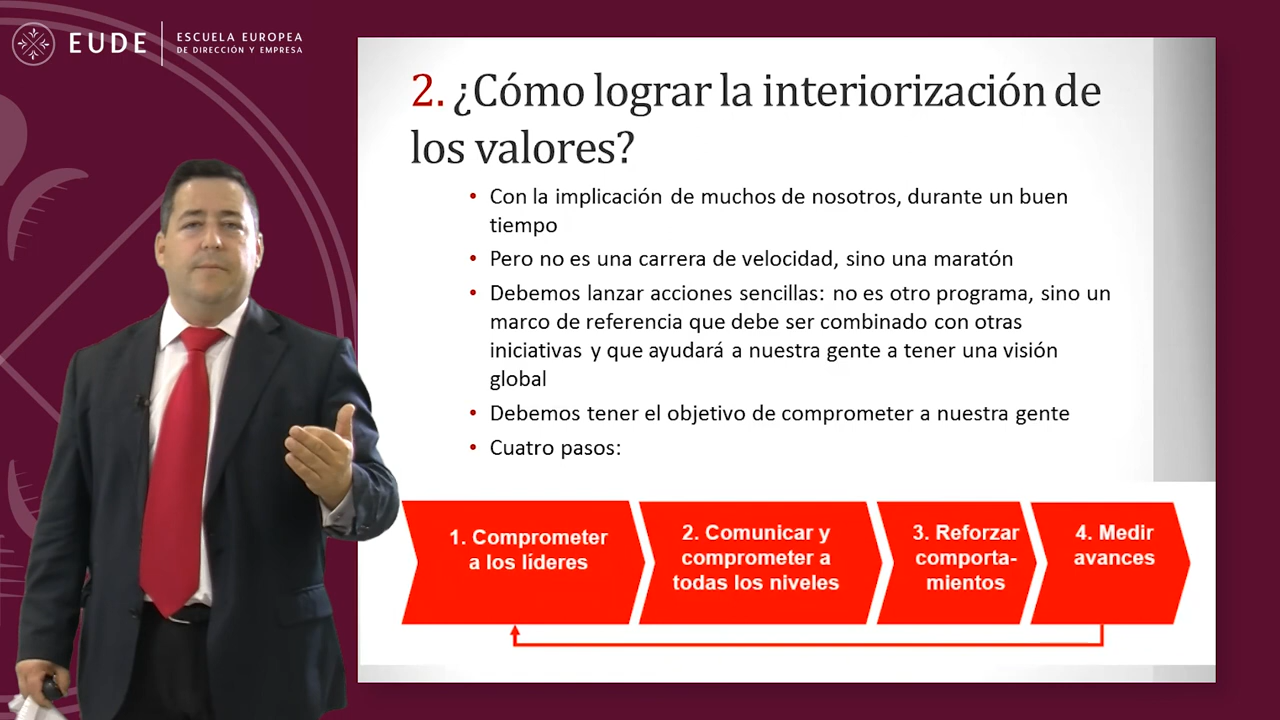 EUDE
ESCUELA EUROPEA
DE DIRECCIÓN Y EMPRESA
2. ¿Cómo lograr la interiorización de
los valores?
• Con la implicación de muchos de nosotros, durante un buen
tiempo
• Pero no es una carrera de velocidad, sino una maratón
• Debemos lanzar acciones sencillas: no es otro programa, sino un
marco de referencia que debe ser combinado con otras
iniciativas y que ayudará a nuestra gente a tener una visión
global
• Debemos tener el objetivo de comprometer a nuestra gente
• Cuatro pasos:
1. Comprometer
a los líderes
2. Comunicar y
comprometer a
todas los niveles
3. Reforzar
comporta-
mientos
4. Medir
avances